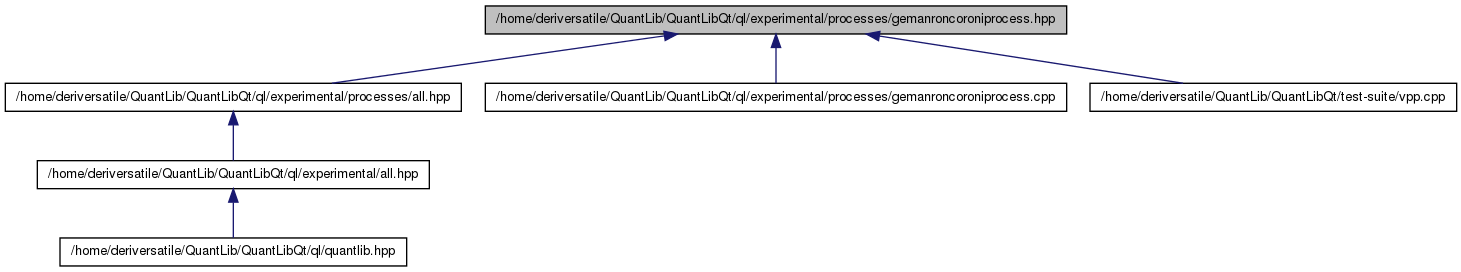 /home/deriversatile/QuantLib/QuantLibQt/ql/experimental/processes/gemanroncoroniprocess.hpp
/home/deriversatile/QuantLib/QuantLibQt/ql/experimental/processes/all.hpp
/home/deriversatile/QuantLib/QuantLibQt/ql/experimental/processes/gemanroncoroniprocess.cpp
/home/deriversatile/QuantLib/QuantLibQt/test-suite/vpp.cpp
/home/deriversatile/QuantLib/QuantLibQt/ql/experimental/all.hpp
/home/deriversatile/QuantLib/QuantLibQt/ql/quantlib.hpp